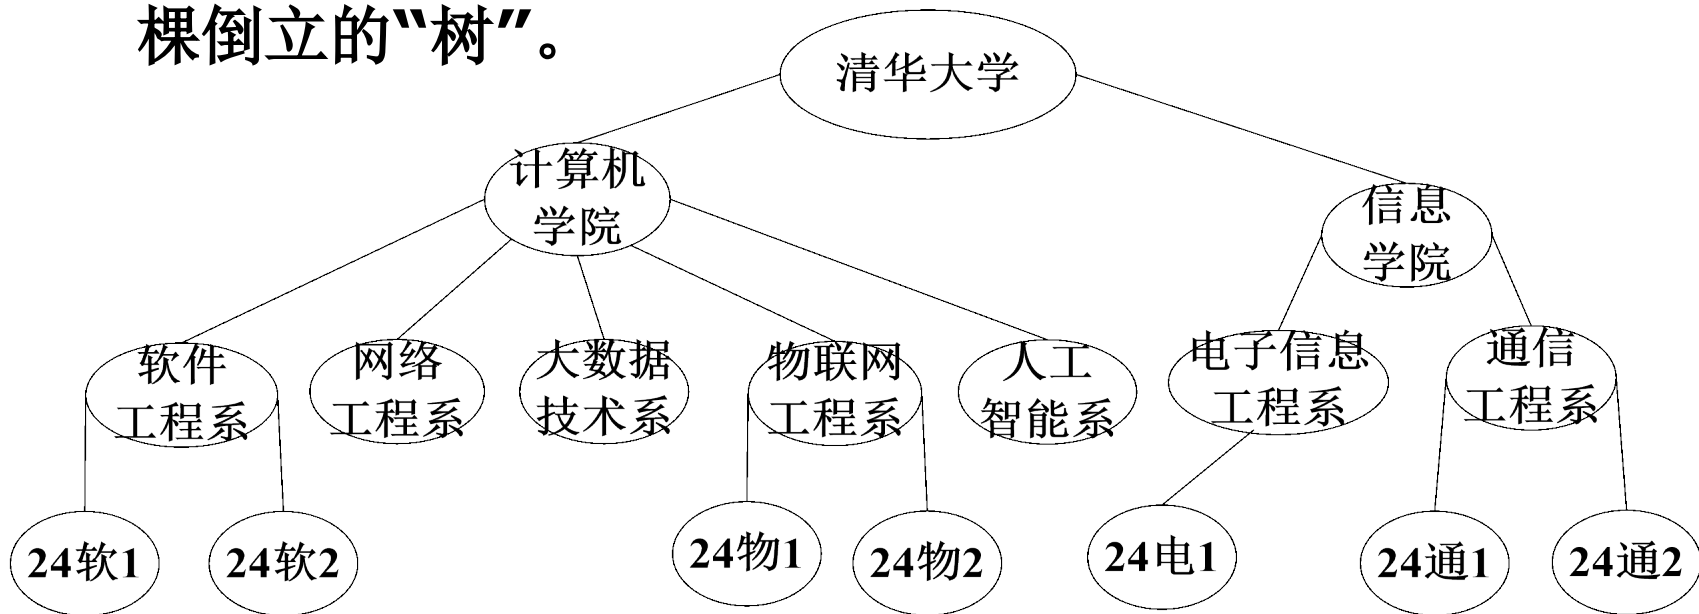 棵倒立的“树”。
清华大学
计算机
学院
信息
学院
软件
工程系
网络
工程系
大数据
技术系
物联网
工程系
人工
智能系
电子信息
工程系
通信
工程系
24软1
24软2
24物1
24物2
24电1
24通1
24通2